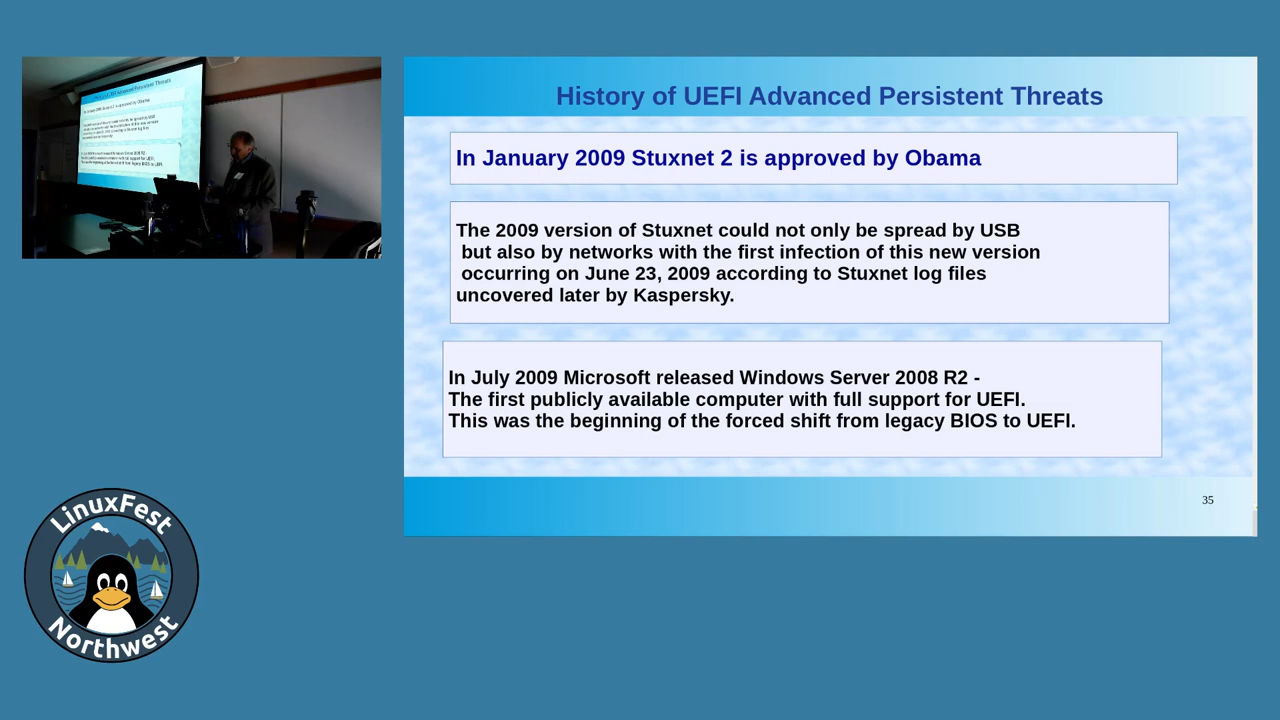 History of UEFI Advanced Persistent Threats
In January 2009 Stuxnet 2 is approved by Obama
The 2009 version of Stuxnet could not only be spread by USB
but also by networks with the first infection of this new version
occurring on June 23, 2009 according to Stuxnet log files
uncovered later by Kaspersky.
In July 2009 Microsoft released Windows Server 2008 R2 -
The first publicly available computer with full support for UEFI.
This was the beginning of the forced shift from legacy BIOS to UEFI.
35
LinuxFest
Northwest